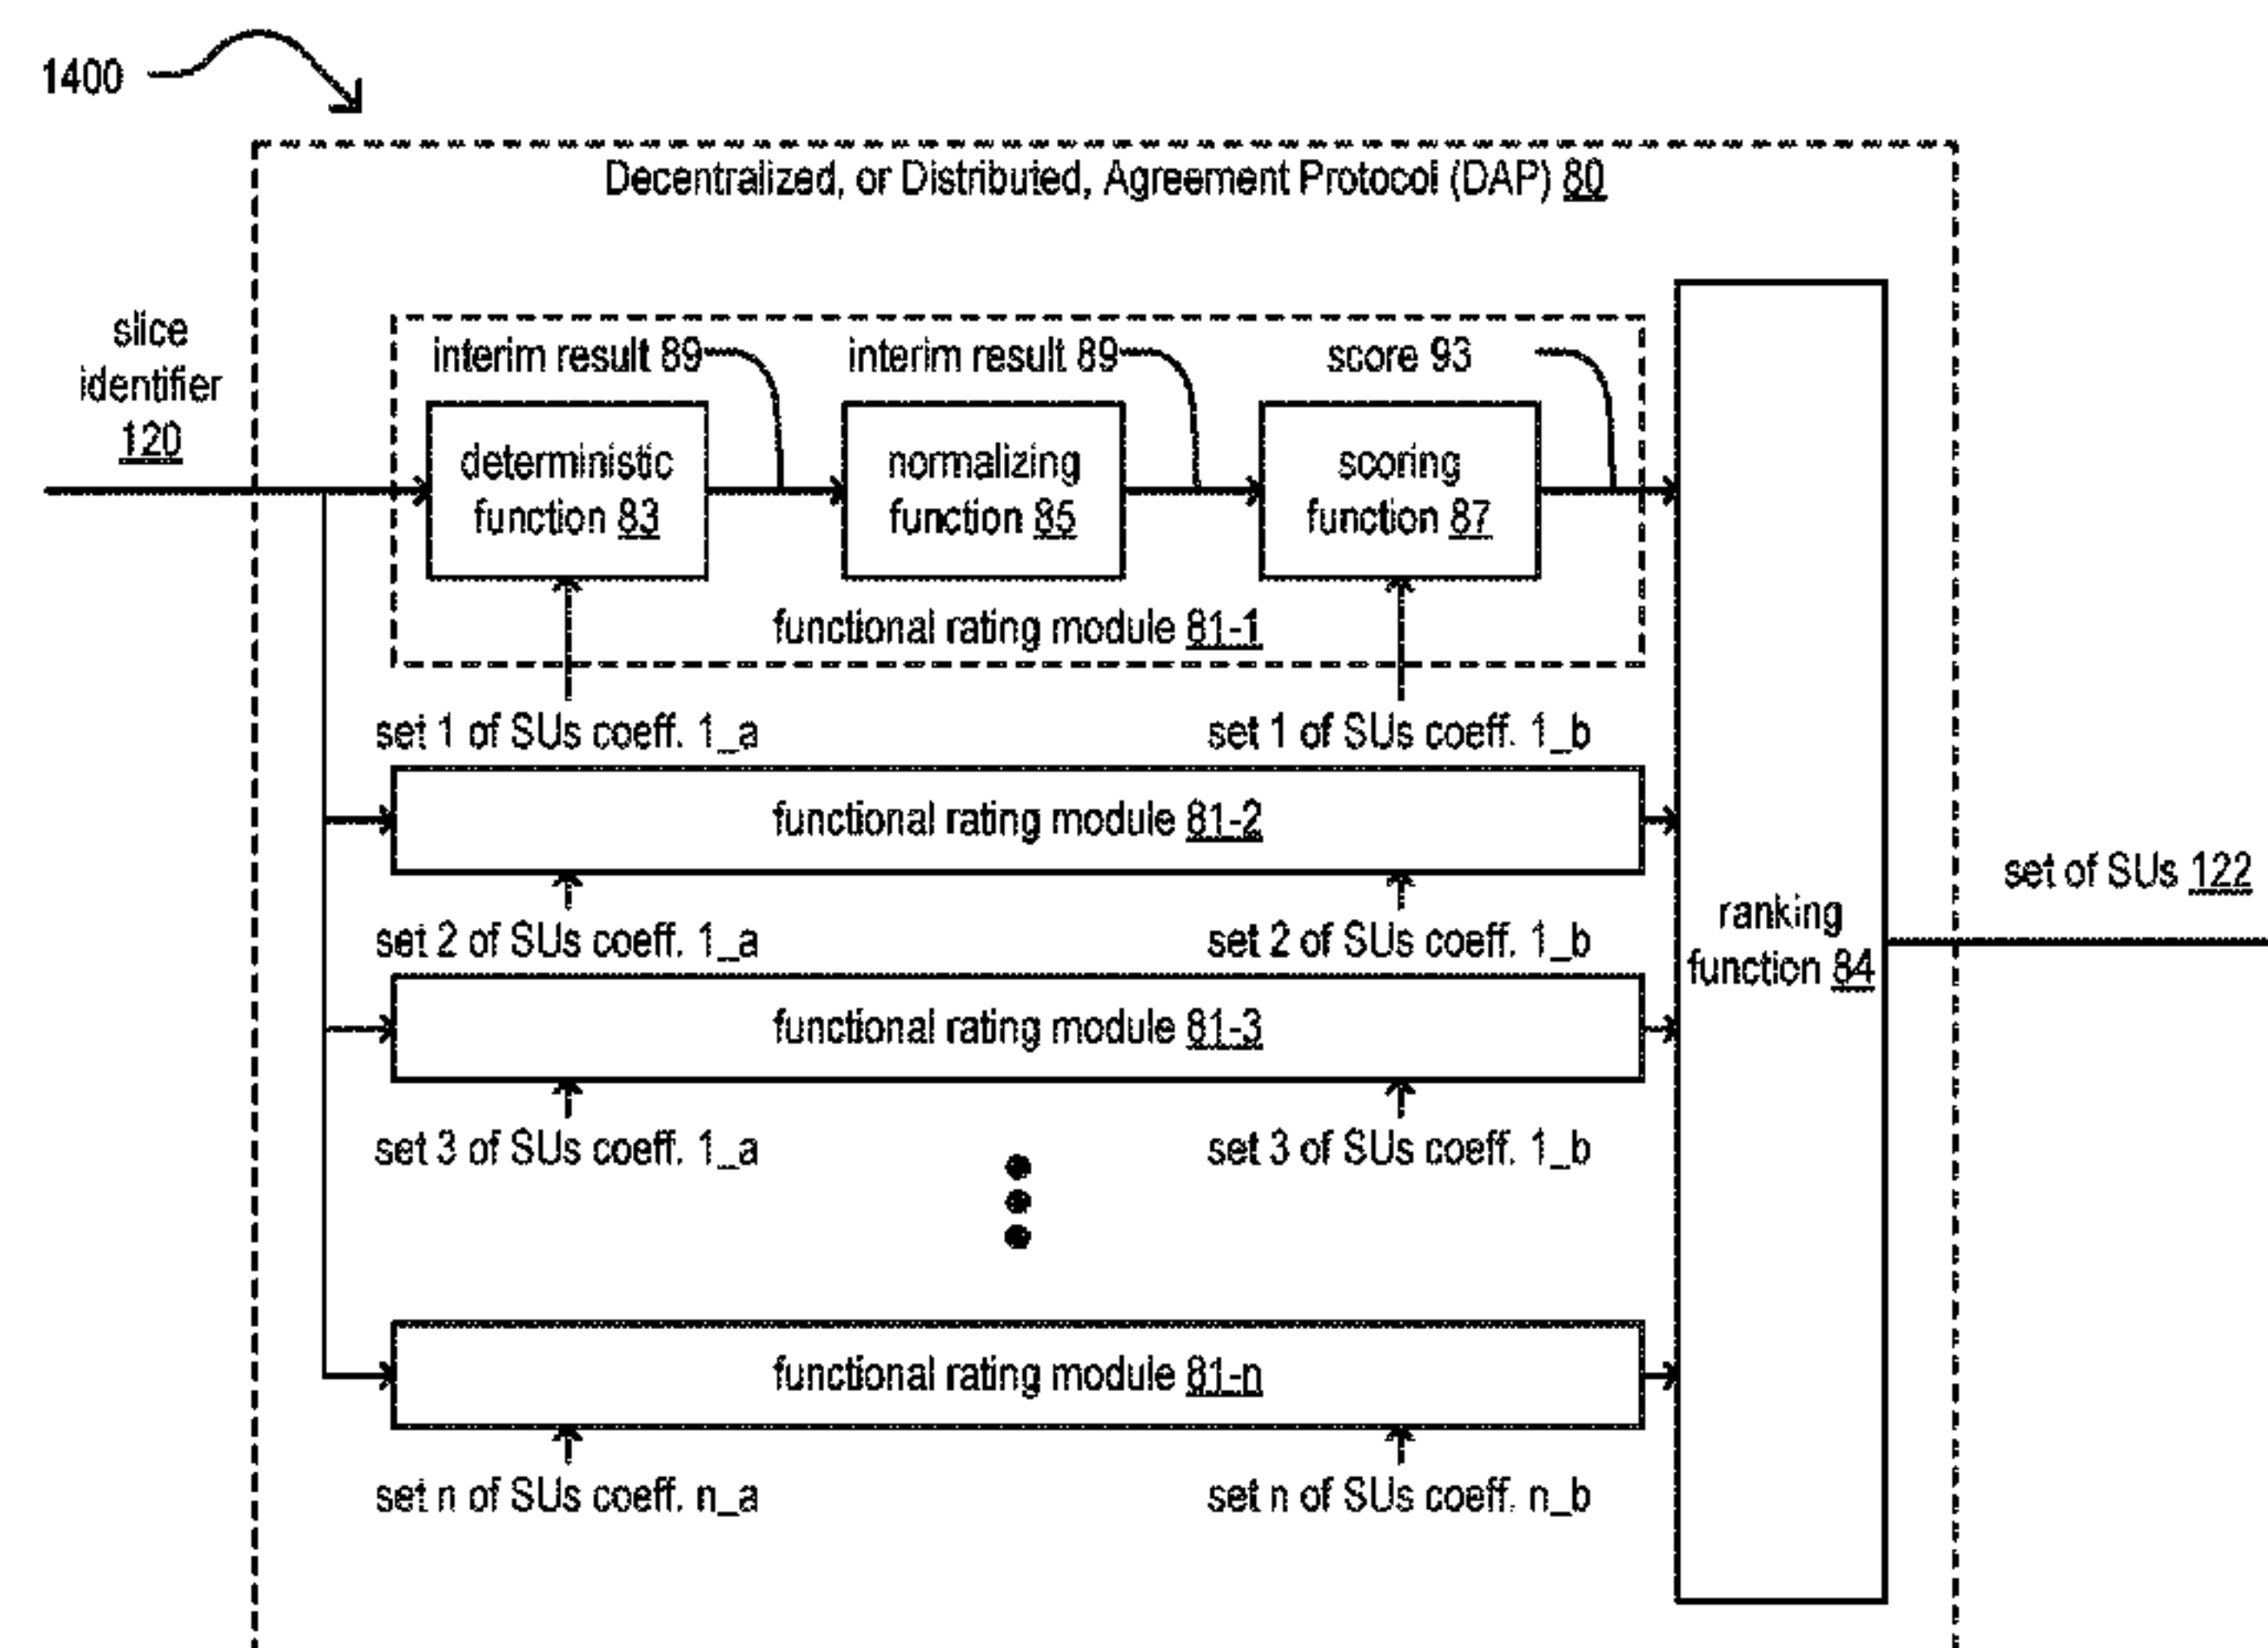 1400
Decentralized, or Distributed, Agreement Protocol (DAP) 80
slice
identifier
120
interim result 89
interim result 89
score 93
deterministic
function 83
normalizing
function 85
scoring
function 87
functional rating module 81-1
set 1 of SUs coeff. 1_a
set 1 of SUs coeff. 1_b
functional rating module 81-2
set 2 of SUs coeff. 1_a
set 2 of SUs coeff. 1_b
functional rating module 81-3
set 3 of SUs coeff. 1_a
set 3 of SUs coeff. 1_b
functional rating module 81-n
set n of SUs coeff. n_a
set n of SUs coeff. n_b
ranking
function 84
set of SUs 122